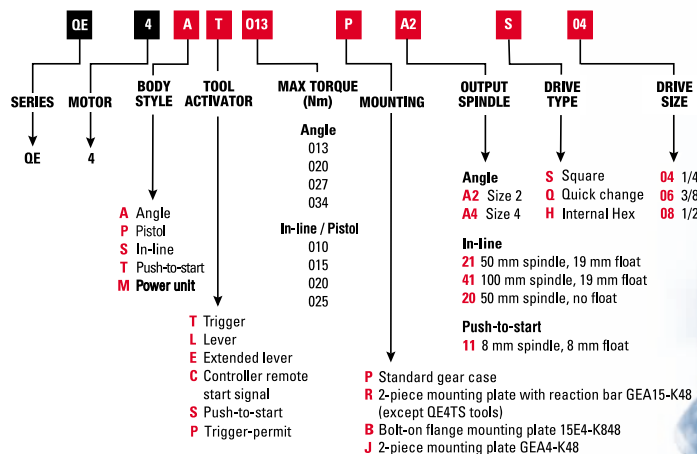 QE 4 A T 013 P A2 S 04
SERIES
MOTOR
BODY
STYLE
TOOL
ACTIVATOR
MAX TORQUE
(Nm)
MOUNTING
OUTPUT
SPINDLE
DRIVE
TYPE
DRIVE
SIZE
QE
4
A Angle
P Pistol
S In-line
T Push-to-start
M Power unit
T Trigger
L Lever
E Extended lever
C Controller remote
start signal
S Push-to-start
P Trigger-permit
Angle
013
020
027
034
In-line / Pistol
010
015
020
025
P Standard gear case
R 2-piece mounting plate with reaction bar GEA15-K48
(except QE4TS tools)
B Bolt-on flange mounting plate 15E4-K848
J 2-piece mounting plate GEA4-K48
Angle
A2 Size 2
A4 Size 4
In-line
21 50 mm spindle, 19 mm float
41 100 mm spindle, 19 mm float
20 50 mm spindle, no float
Push-to-start
11 8 mm spindle, 8 mm float
S Square
Q Quick change
H Internal Hex
04 1/4
06 3/8
08 1/2